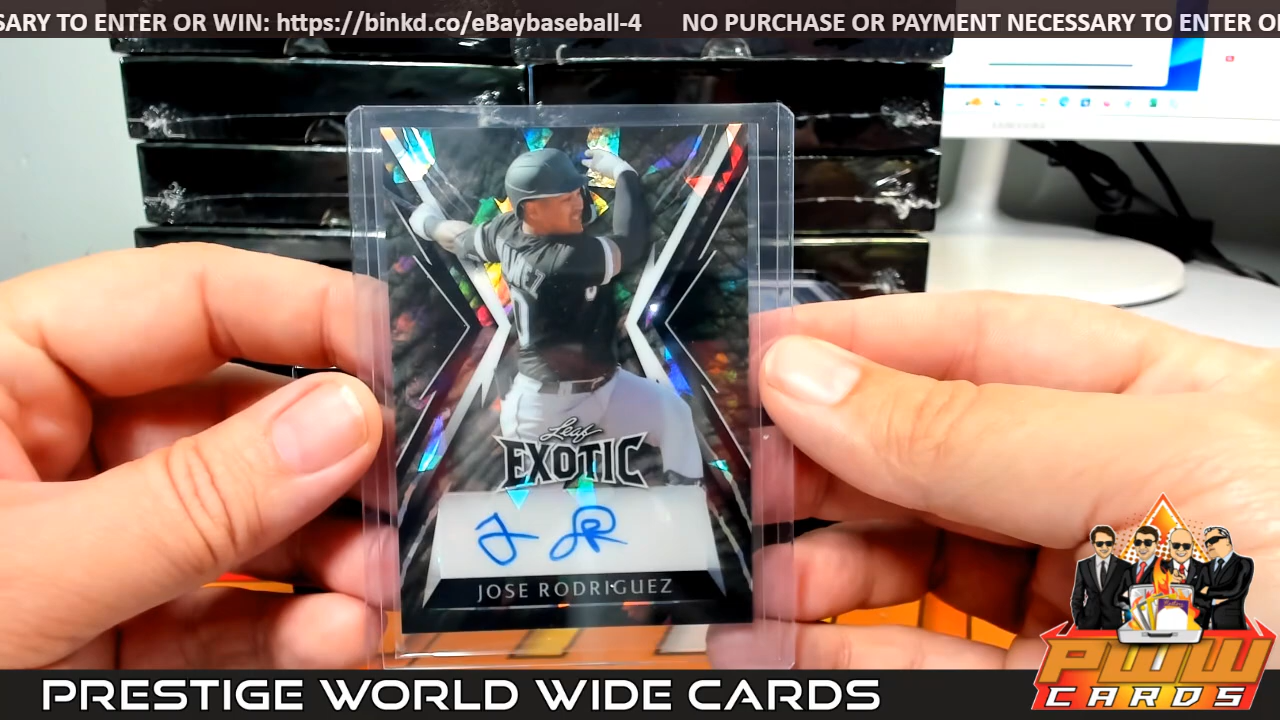 SARY TO ENTER OR WIN: https://binkd.co/eBaybaseball-4 NO PURCHASE OR PAYMENT NECESSARY TO ENTER O
Leaf
EXOTIC
JOSE RODRIGUEZ
PWW
CARDS
PRESTIGE WORLD WIDE CARDS